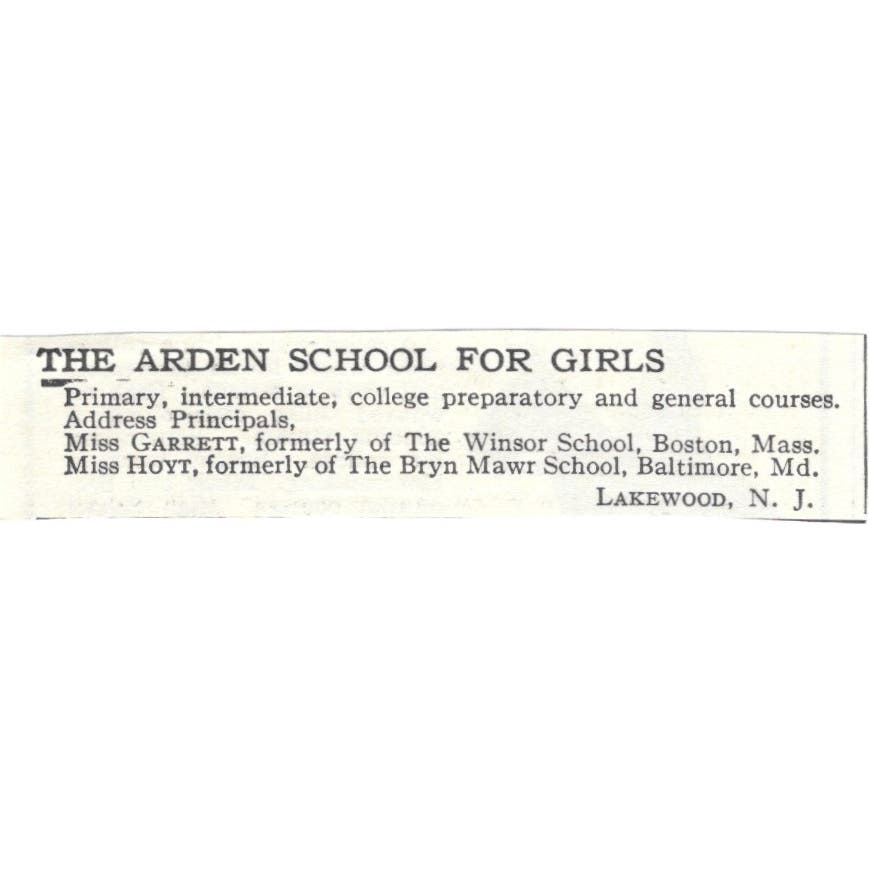 THE ARDEN SCHOOL FOR GIRLS
Primary, intermediate, college preparatory and general courses.
Address Principals,
Miss GARRETT, formerly of The Winsor School, Boston, Mass.
Miss HOYT, formerly of The Bryn Mawr School, Baltimore, Md.
LAKEWOOD, N. J.